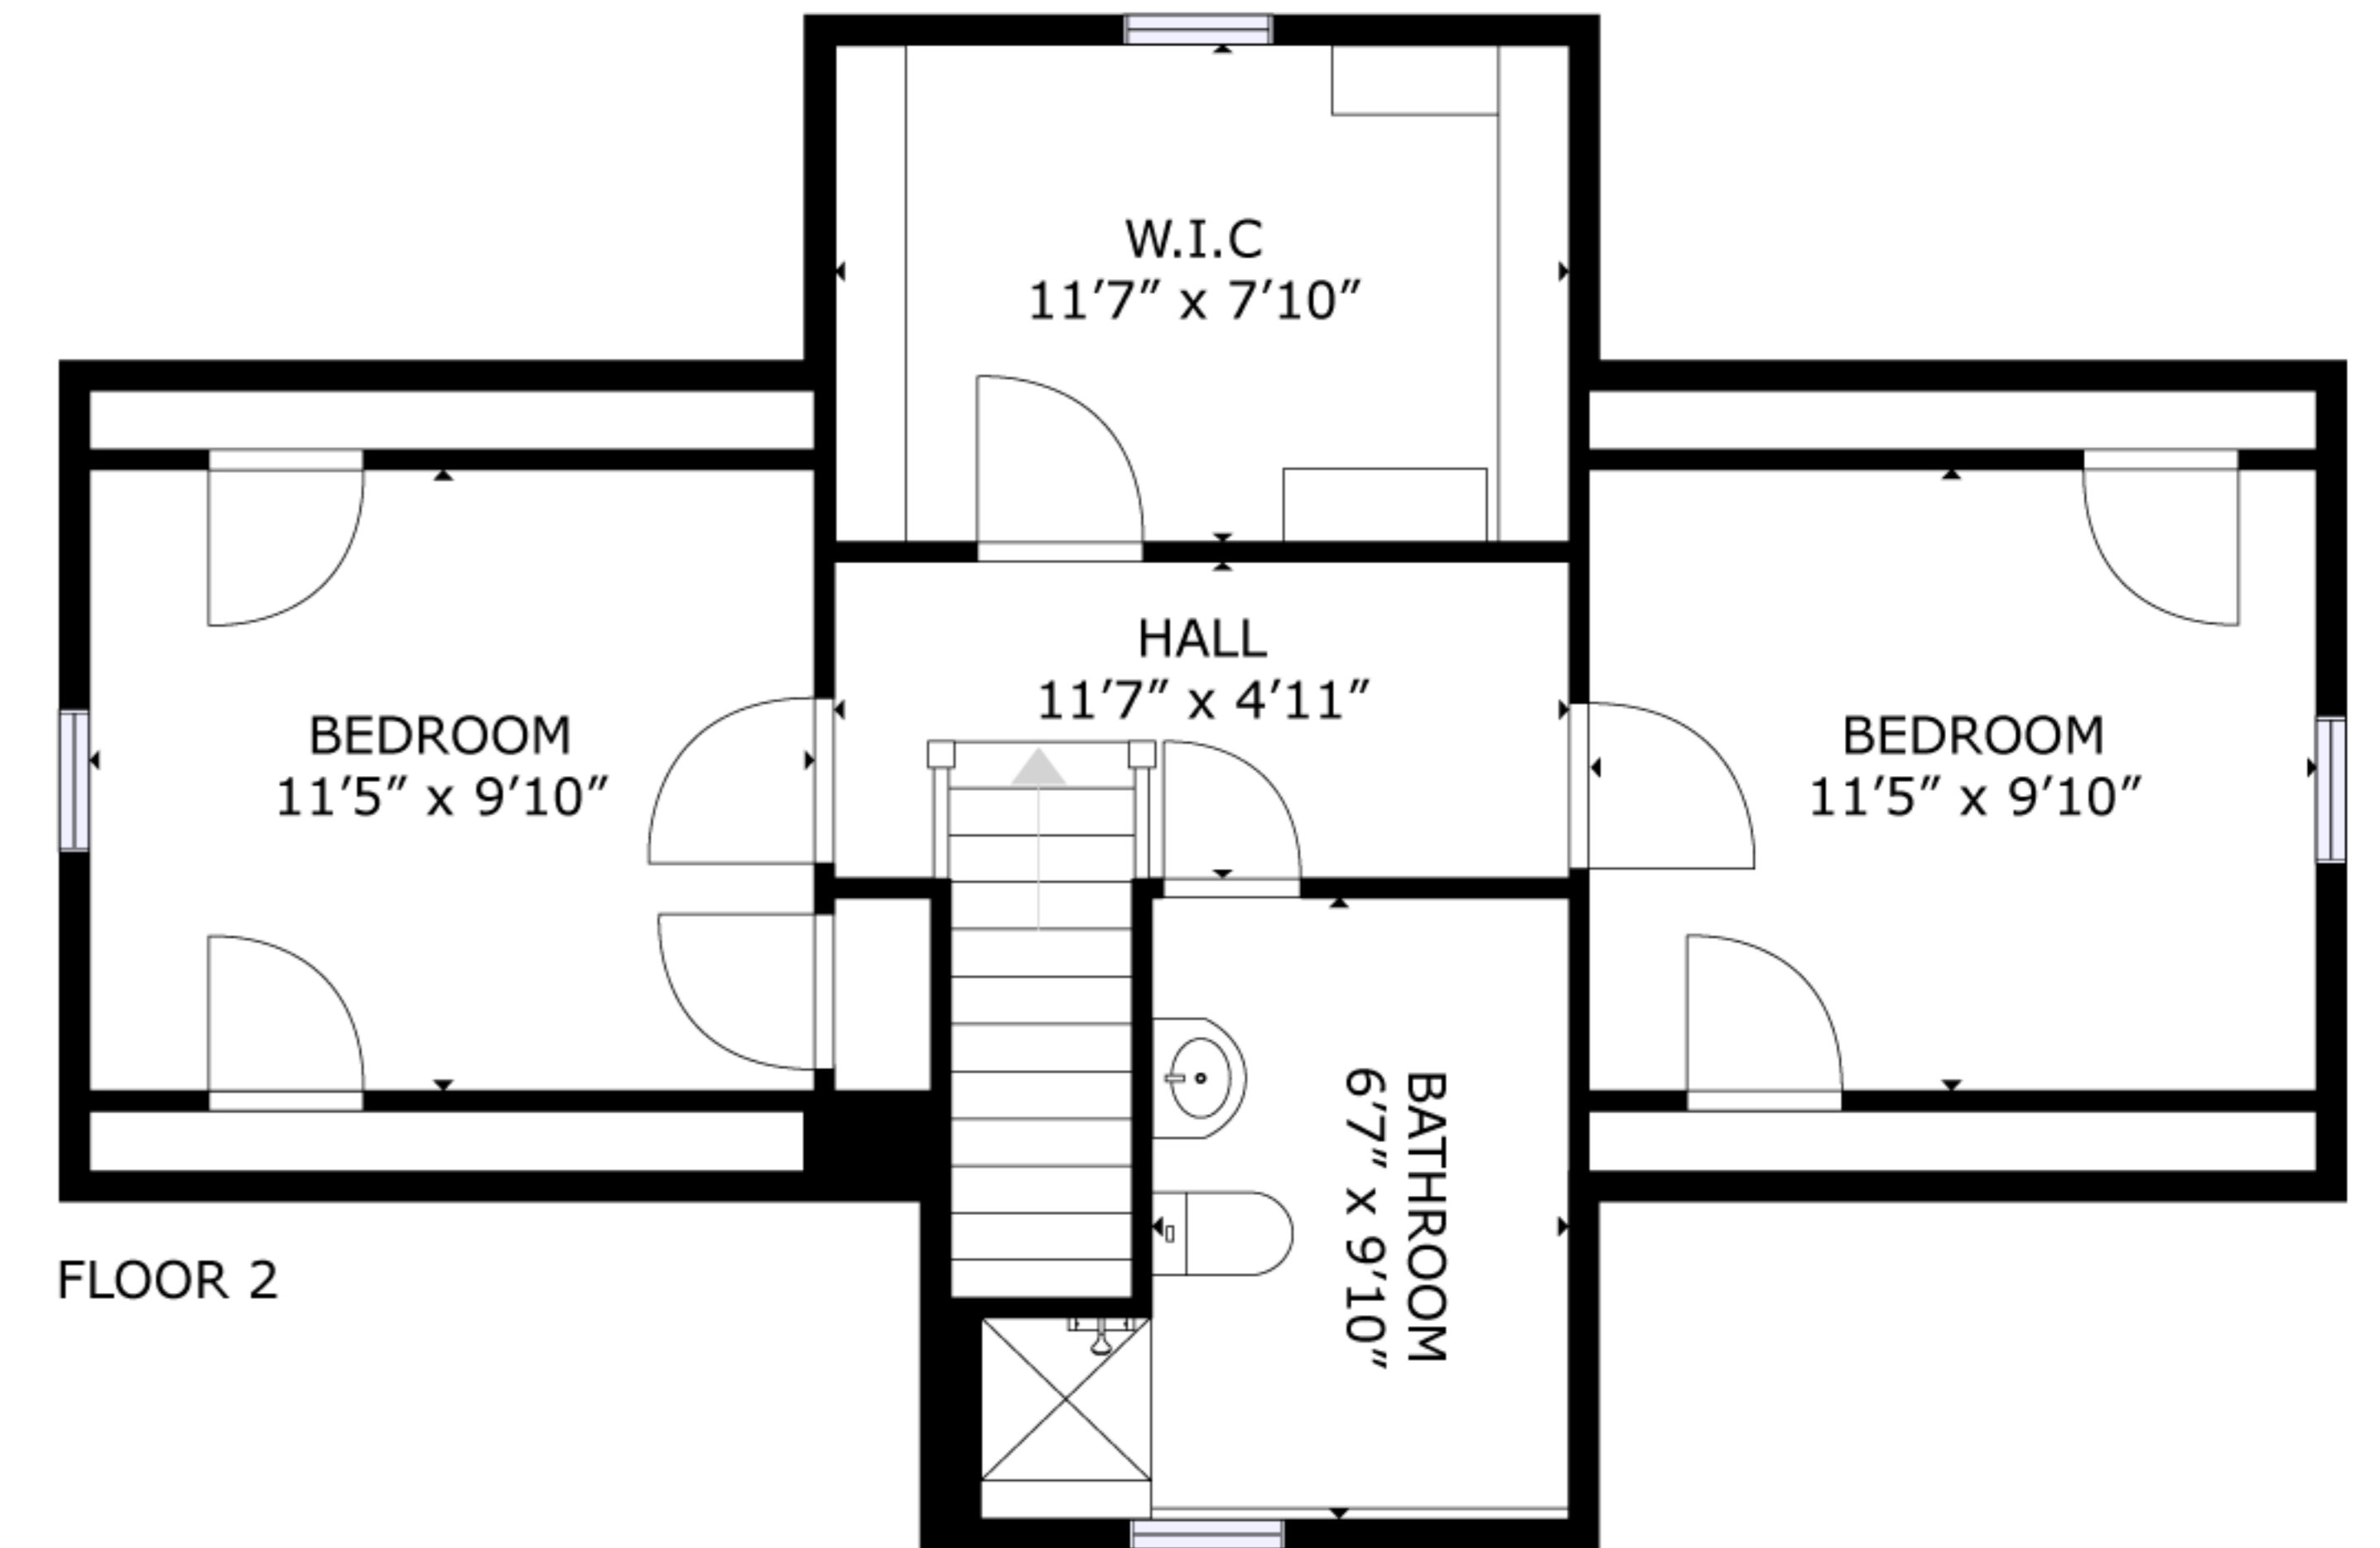 W.I.C
11′7″ x 7′10″
HALL
11′7″ x 4′11″
BEDROOM
11′5″ x 9′10″
BEDROOM
11′5″ x 9′10″
BATHROOM
6′7″ x 9′10″
FLOOR 2